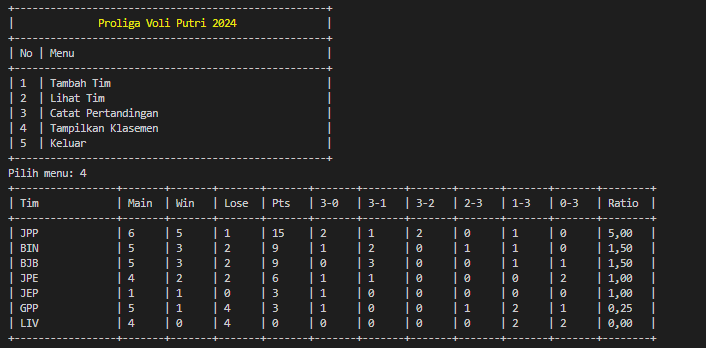 Proliga Voli Putri 2024
No | Menu
1 | Tambah Tim
2 | Lihat Tim
3 | Catat Pertandingan
4 | Tampilkan Klasemen
5 | Keluar
Pilih menu: 4
Tim | Main | Win | Lose | Pts | 3-0 | 3-1 | 3-2 | 2-3 | 1-3 | 0-3 | Ratio
JPP | 6 | 5 | 1 | 15 | 2 | 1 | 2 | 0 | 1 | 0 | 5,00
BIN | 5 | 3 | 2 | 9 | 1 | 2 | 0 | 1 | 1 | 0 | 1,50
BJB | 5 | 3 | 2 | 9 | 0 | 3 | 0 | 0 | 1 | 1 | 1,50
JPE | 4 | 2 | 2 | 6 | 1 | 1 | 0 | 0 | 0 | 2 | 1,00
JEP | 1 | 1 | 0 | 3 | 1 | 0 | 0 | 0 | 0 | 0 | 1,00
GPP | 5 | 1 | 4 | 3 | 1 | 0 | 0 | 1 | 2 | 1 | 0,25
LIV | 4 | 0 | 4 | 0 | 0 | 0 | 0 | 0 | 2 | 2 | 0,00